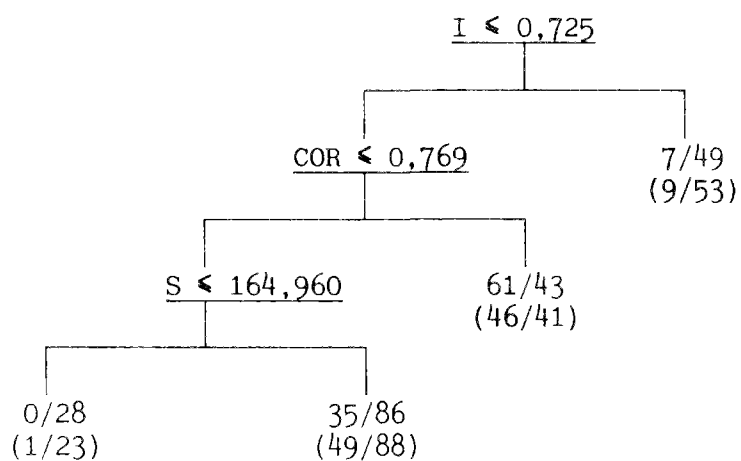 I ⩽ 0,725
COR ⩽ 0,769
7/49
(9/53)
S ⩽ 164,960
61/43
(46/41)
0/28
(1/23)
35/86
(49/88)